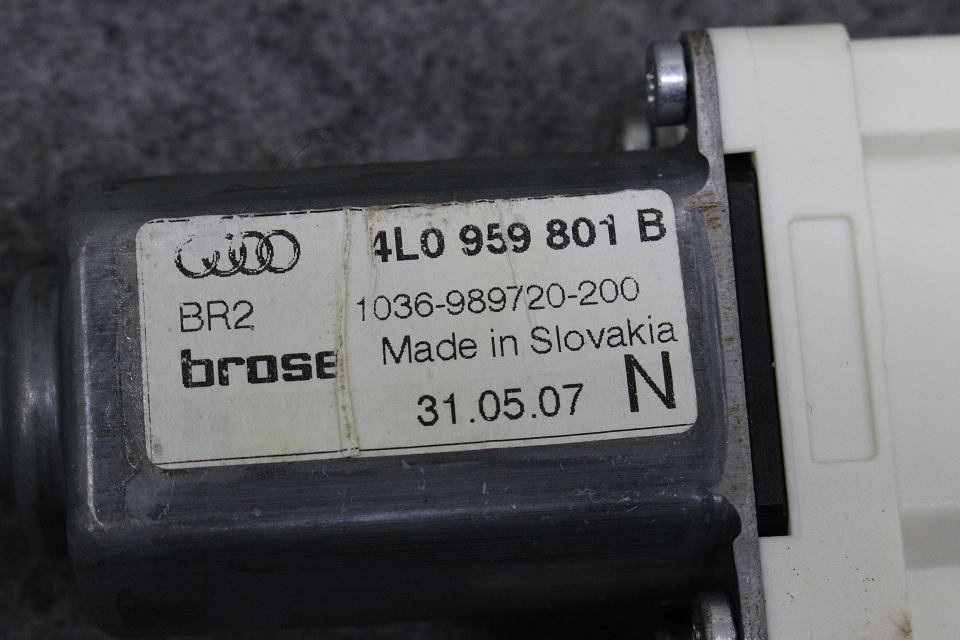 4L0 959 801 B
BR2 1036-989720-200
brose Made in Slovakia
31.05.07 N